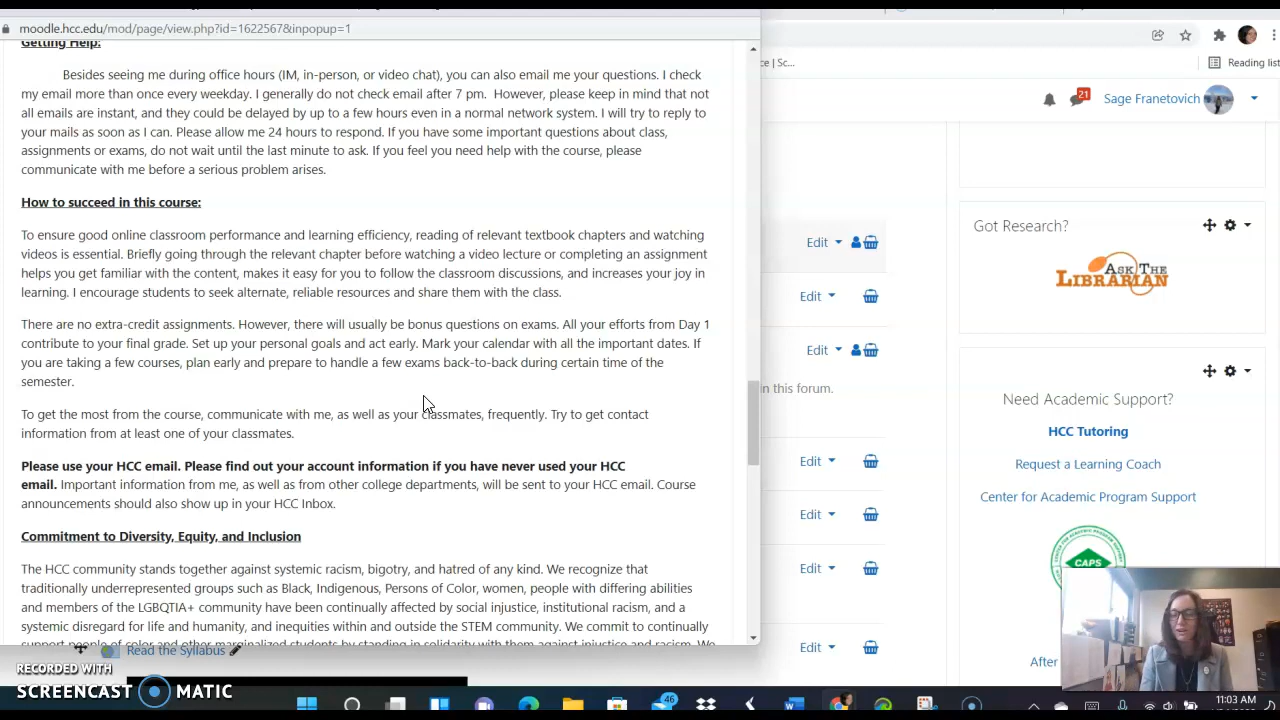 moodle.hcc.edu/mod/page/view.php?id=1622567&inpopup=1
Getting Help:
Besides seeing me during office hours (IM, in-person, or video chat), you can also email me your questions. I check
my email more than once every weekday. I generally do not check email after 7 pm. However, please keep in mind that not
all emails are instant, and they could be delayed by up to a few hours even in a normal network system. I will try to reply to
your mails as soon as I can. Please allow me 24 hours to respond. If you have some important questions about class,
assignments or exams, do not wait until the last minute to ask. If you feel you need help with the course, please
communicate with me before a serious problem arises.
How to succeed in this course:
To ensure good online classroom performance and learning efficiency, reading of relevant textbook chapters and watching
videos is essential. Briefly going through the relevant chapter before watching a video lecture or completing an assignment
helps you get familiar with the content, makes it easy for you to follow the classroom discussions, and increases your joy in
learning. I encourage students to seek alternate, reliable resources and share them with the class.
There are no extra-credit assignments. However, there will usually be bonus questions on exams. All your efforts from Day 1
contribute to your final grade. Set up your personal goals and act early. Mark your calendar with all the important dates. If
you are taking a few courses, plan early and prepare to handle a few exams back-to-back during certain time of the
semester.
To get the most from the course, communicate with me, as well as your classmates, frequently. Try to get contact
information from at least one of your classmates.
Please use your HCC email. Please find out your account information if you have never used your HCC
email. Important information from me, as well as from other college departments, will be sent to your HCC email. Course
announcements should also show up in your HCC Inbox.
Commitment to Diversity, Equity, and Inclusion
The HCC community stands together against systemic racism, bigotry, and hatred of any kind. We recognize that
traditionally underrepresented groups such as Black, Indigenous, Persons of Color, women, people with differing abilities
and members of the LGBQTIA+ community have been continually affected by social injustice, institutional racism, and a
systemic disregard for life and humanity, and inequities within and outside the STEM community. We commit to continually
support people of color and other marginalized students by standing in solidarity with them against injustice and racism. We
Read the Syllabus
RECORDED WITH
SCREENCAST MATIC
ce | Sc...
Reading list
21
Sage Franetovich
Edit
Edit
Edit
in this forum.
Edit
Edit
Edit
Edit
Got Research?
ASK THE
LIBRARIAN
Need Academic Support?
HCC Tutoring
Request a Learning Coach
Center for Academic Program Support
CAPS
After
46
11:03 AM